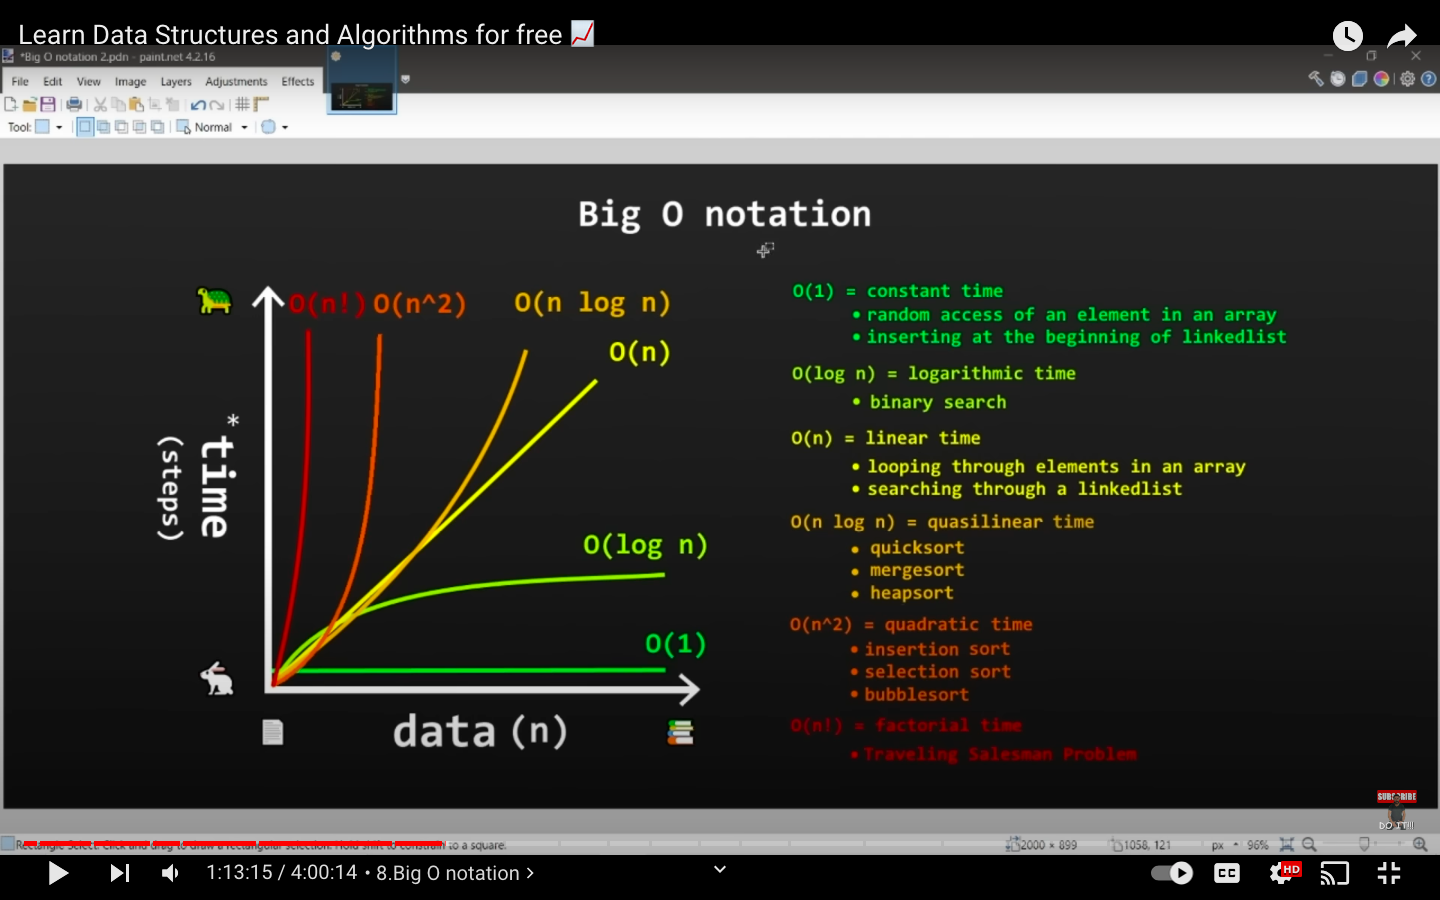 Learn Data Structures and Algorithms for free
*Big O notation 2.pdn - paint.net 4.2.16
File Edit View Image Layers Adjustments Effects
Tool: Normal
Big O notation
O(n!) O(n^2) O(n log n)
O(n)
O(log n)
O(1)
*
time
(steps)
data (n)
O(1) = constant time
• random access of an element in an array
• inserting at the beginning of linkedlist
O(log n) = logarithmic time
• binary search
O(n) = linear time
• looping through elements in an array
• searching through a linkedlist
O(n log n) = quasilinear time
• quicksort
• mergesort
• heapsort
O(n^2) = quadratic time
• insertion sort
• selection sort
• bubblesort
O(n!) = factorial time
• Traveling Salesman Problem
SUBSCRIBE
DO IT!!!
Rectangle Select: Click and drag to draw a rectangular selection. Hold shift to constrain to a square.
2000 × 899 1058, 121 px 96%
1:13:15 / 4:00:14 • 8.Big O notation
CC HD